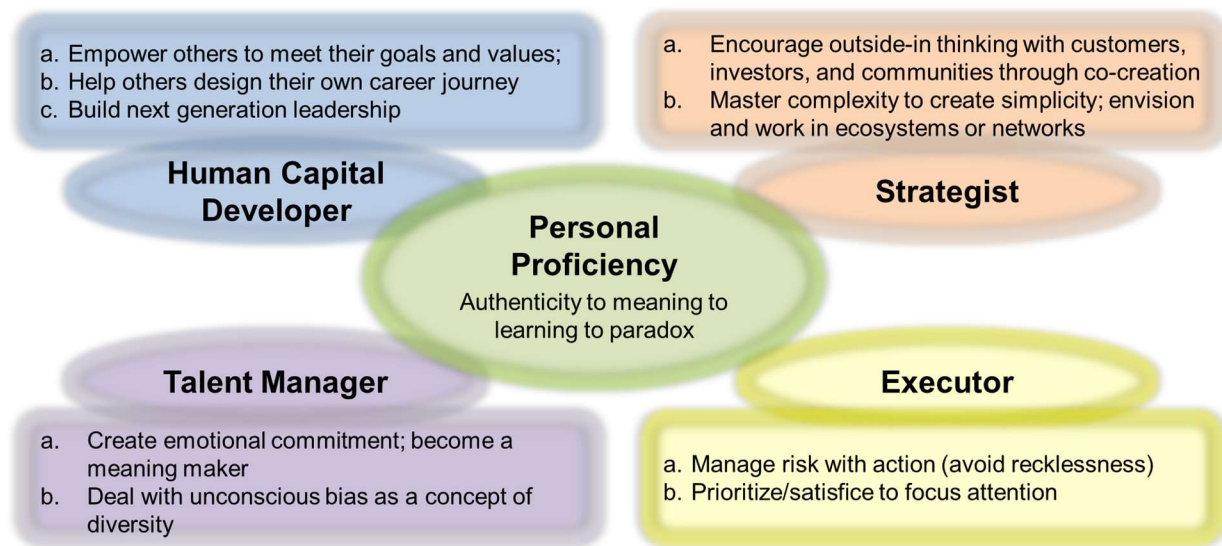 a. Empower others to meet their goals and values;
b. Help others design their own career journey
c. Build next generation leadership
Human Capital
Developer
a. Encourage outside-in thinking with customers,
investors, and communities through co-creation
b. Master complexity to create simplicity; envision
and work in ecosystems or networks
Strategist
Personal
Proficiency
Authenticity to meaning to
learning to paradox
Talent Manager
a. Create emotional commitment; become a
meaning maker
b. Deal with unconscious bias as a concept of
diversity
Executor
a. Manage risk with action (avoid recklessness)
b. Prioritize/satisfice to focus attention